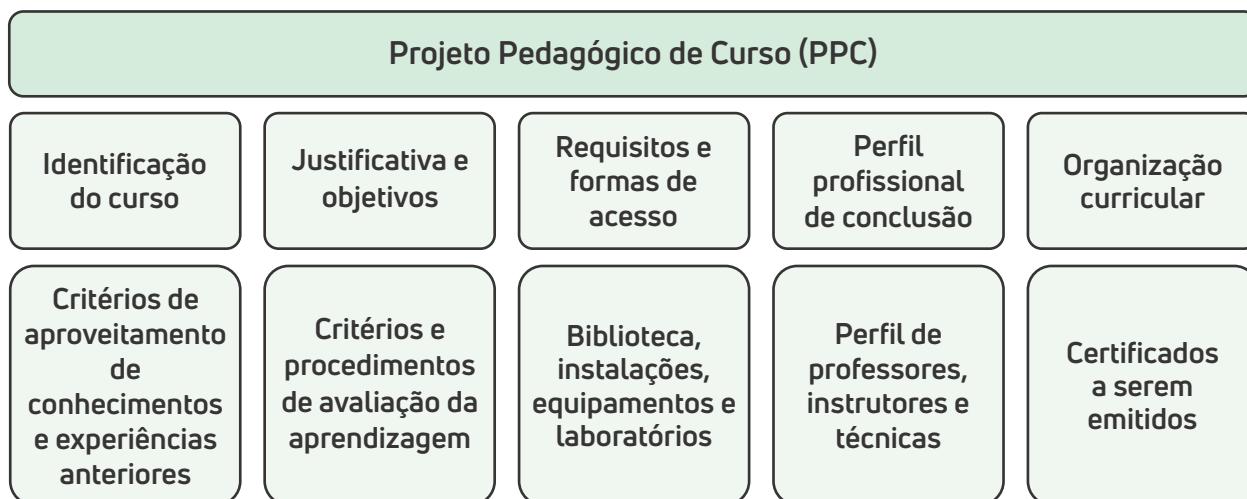 Projeto Pedagógico de Curso (PPC)
Identificação
do curso
Justificativa e
objetivos
Requisitos e
formas de
acesso
Perfil
profissional
de conclusão
Organização
curricular
Critérios de
aproveitamento
de
conhecimentos
e experiências
anteriores
Critérios e
procedimentos
de avaliação da
aprendizagem
Biblioteca,
instalações,
equipamentos e
laboratórios
Perfil de
professores,
instrutores e
técnicas
Certificados
a serem
emitidos